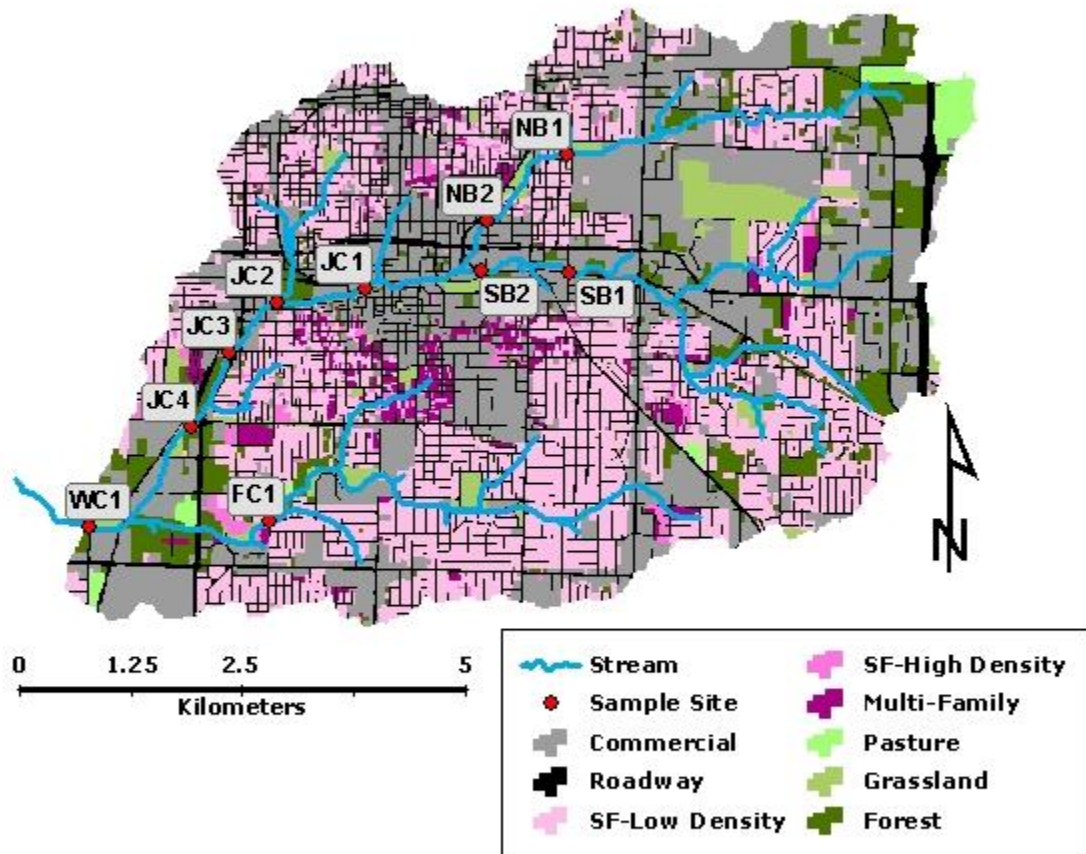 NB1
NB2
JC1
JC2
SB2
SB1
JC3
JC4
WC1
FC1
N
0 1.25 2.5 5
Kilometers
Stream
Sample Site
Commercial
Roadway
SF-Low Density
SF-High Density
Multi-Family
Pasture
Grassland
Forest